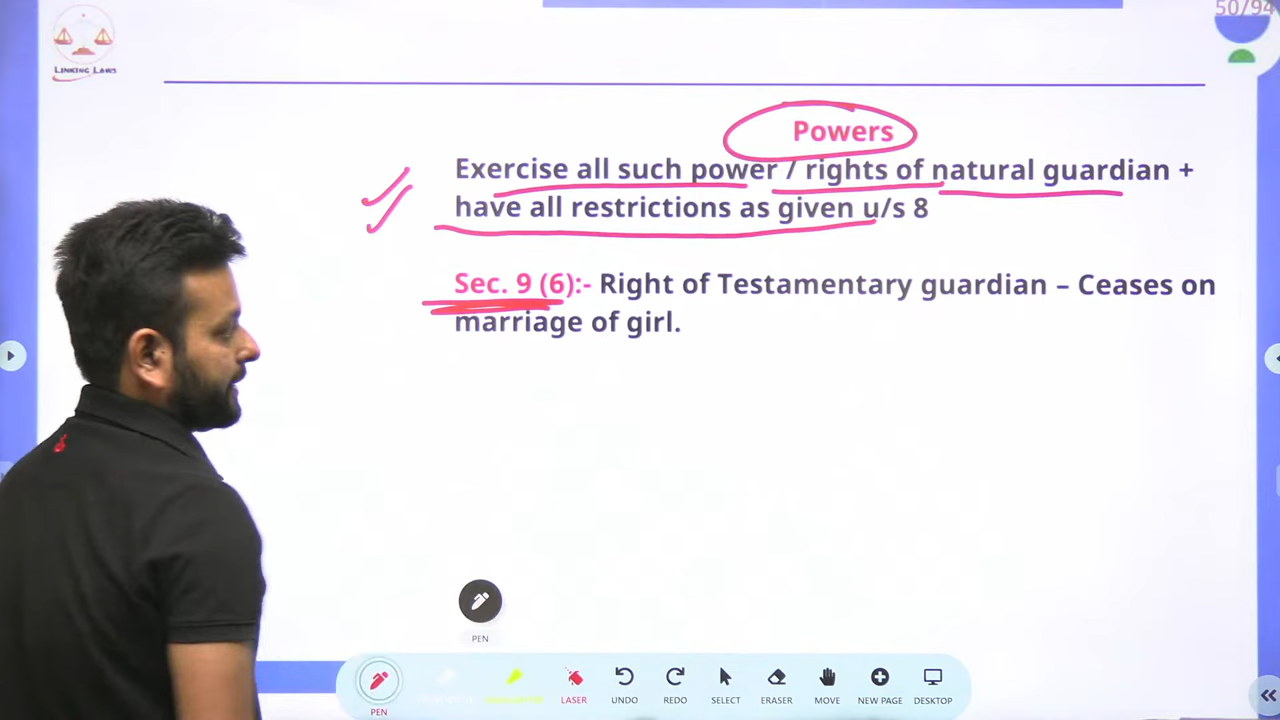 50/94
LINKING LAWS
Powers
Exercise all such power / rights of natural guardian +
have all restrictions as given u/s 8
Sec. 9 (6):- Right of Testamentary guardian – Ceases on
marriage of girl.
PEN
PEN
LASER
UNDO
REDO
SELECT
ERASER
MOVE
NEW PAGE
DESKTOP